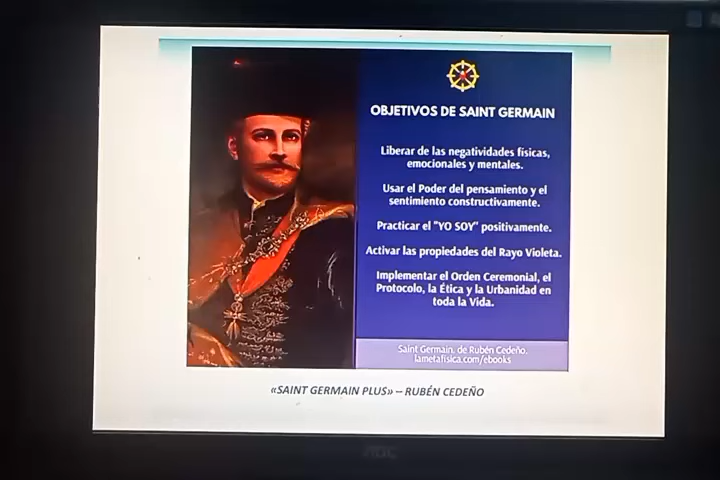 OBJETIVOS DE SAINT GERMAIN
Liberar de las negatividades físicas,
emocionales y mentales.
Usar el Poder del pensamiento y el
sentimiento constructivamente.
Practicar el "YO SOY" positivamente.
Activar las propiedades del Rayo Violeta.
Implementar el Orden Ceremonial, el
Protocolo, la Ética y la Urbanidad en
toda la Vida.
Saint Germain, de Rubén Cedeño.
lametafisica.com/ebooks
«SAINT GERMAIN PLUS» – RUBÉN CEDEÑO
AOC